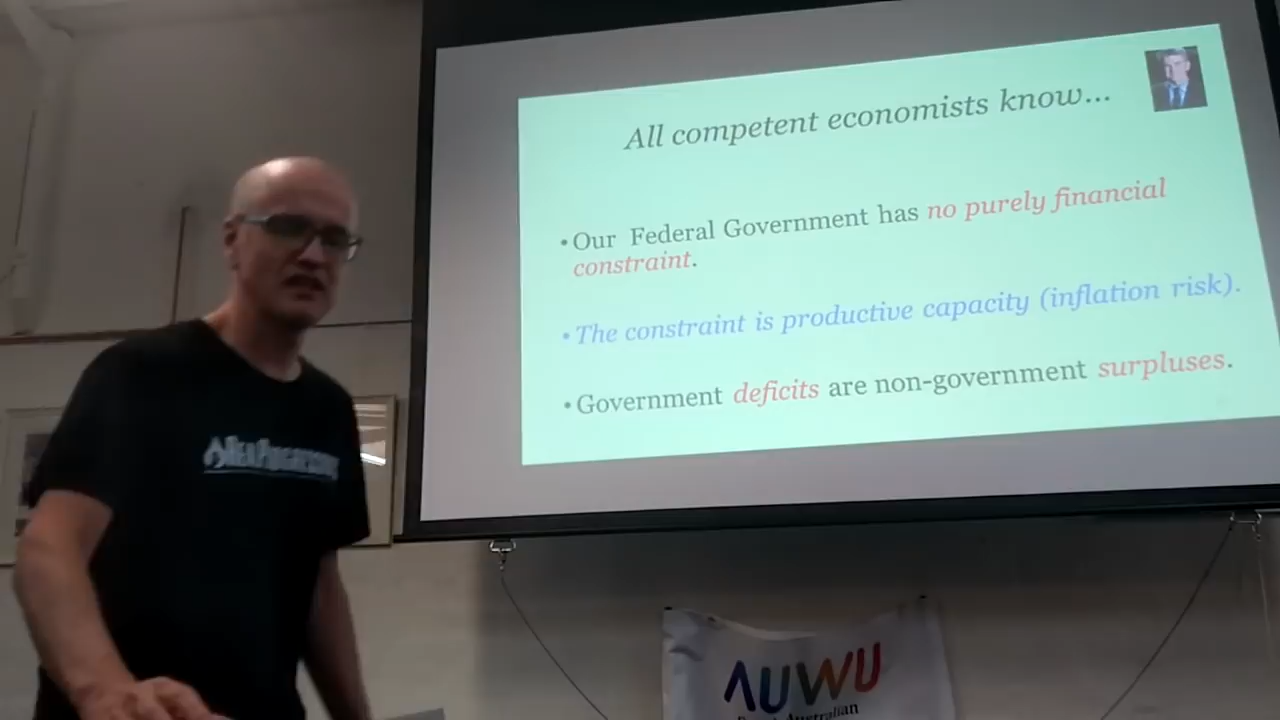 All competent economists know...
•Our Federal Government has no purely financial
constraint.
•The constraint is productive capacity (inflation risk).
•Government deficits are non-government surpluses.
AUWU
Australian